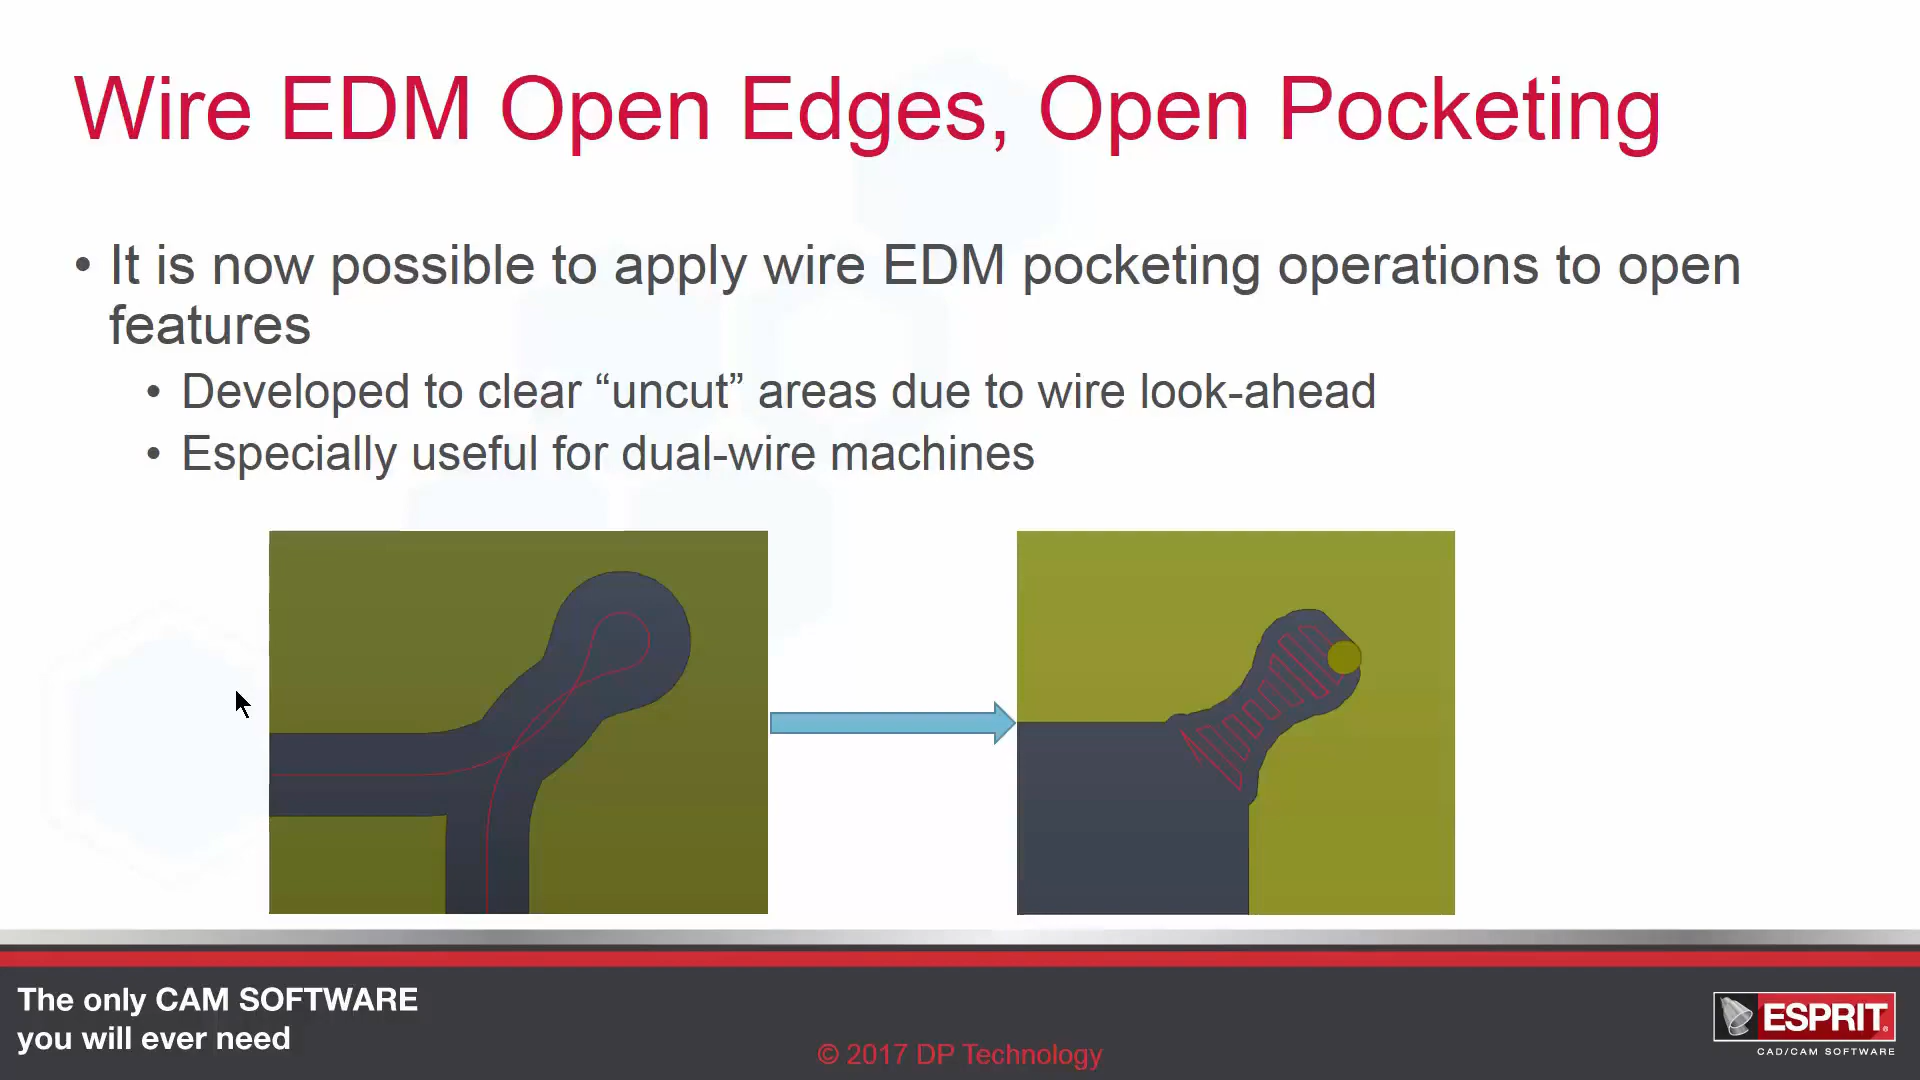 Wire EDM Open Edges, Open Pocketing
• It is now possible to apply wire EDM pocketing operations to open
features
• Developed to clear “uncut” areas due to wire look-ahead
• Especially useful for dual-wire machines
The only CAM SOFTWARE
you will ever need
© 2017 DP Technology
ESPRIT®
CAD/CAM SOFTWARE